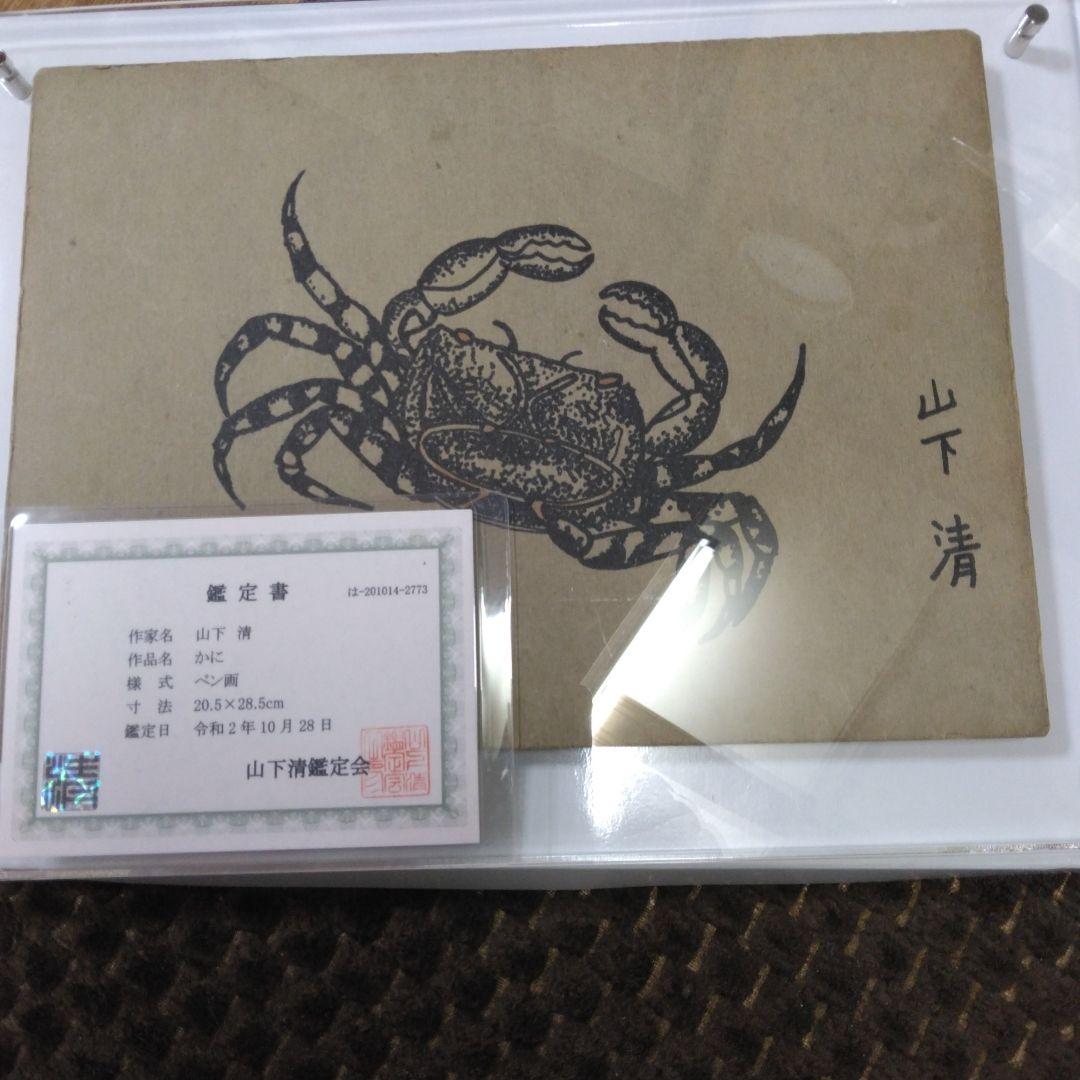 山下 清
鑑定書
は-201014-2773
作家名 山下 清
作品名 かに
様 式 ペン画
寸 法 20.5×28.5cm
鑑定日 令和2年10月28日
山下清鑑定会